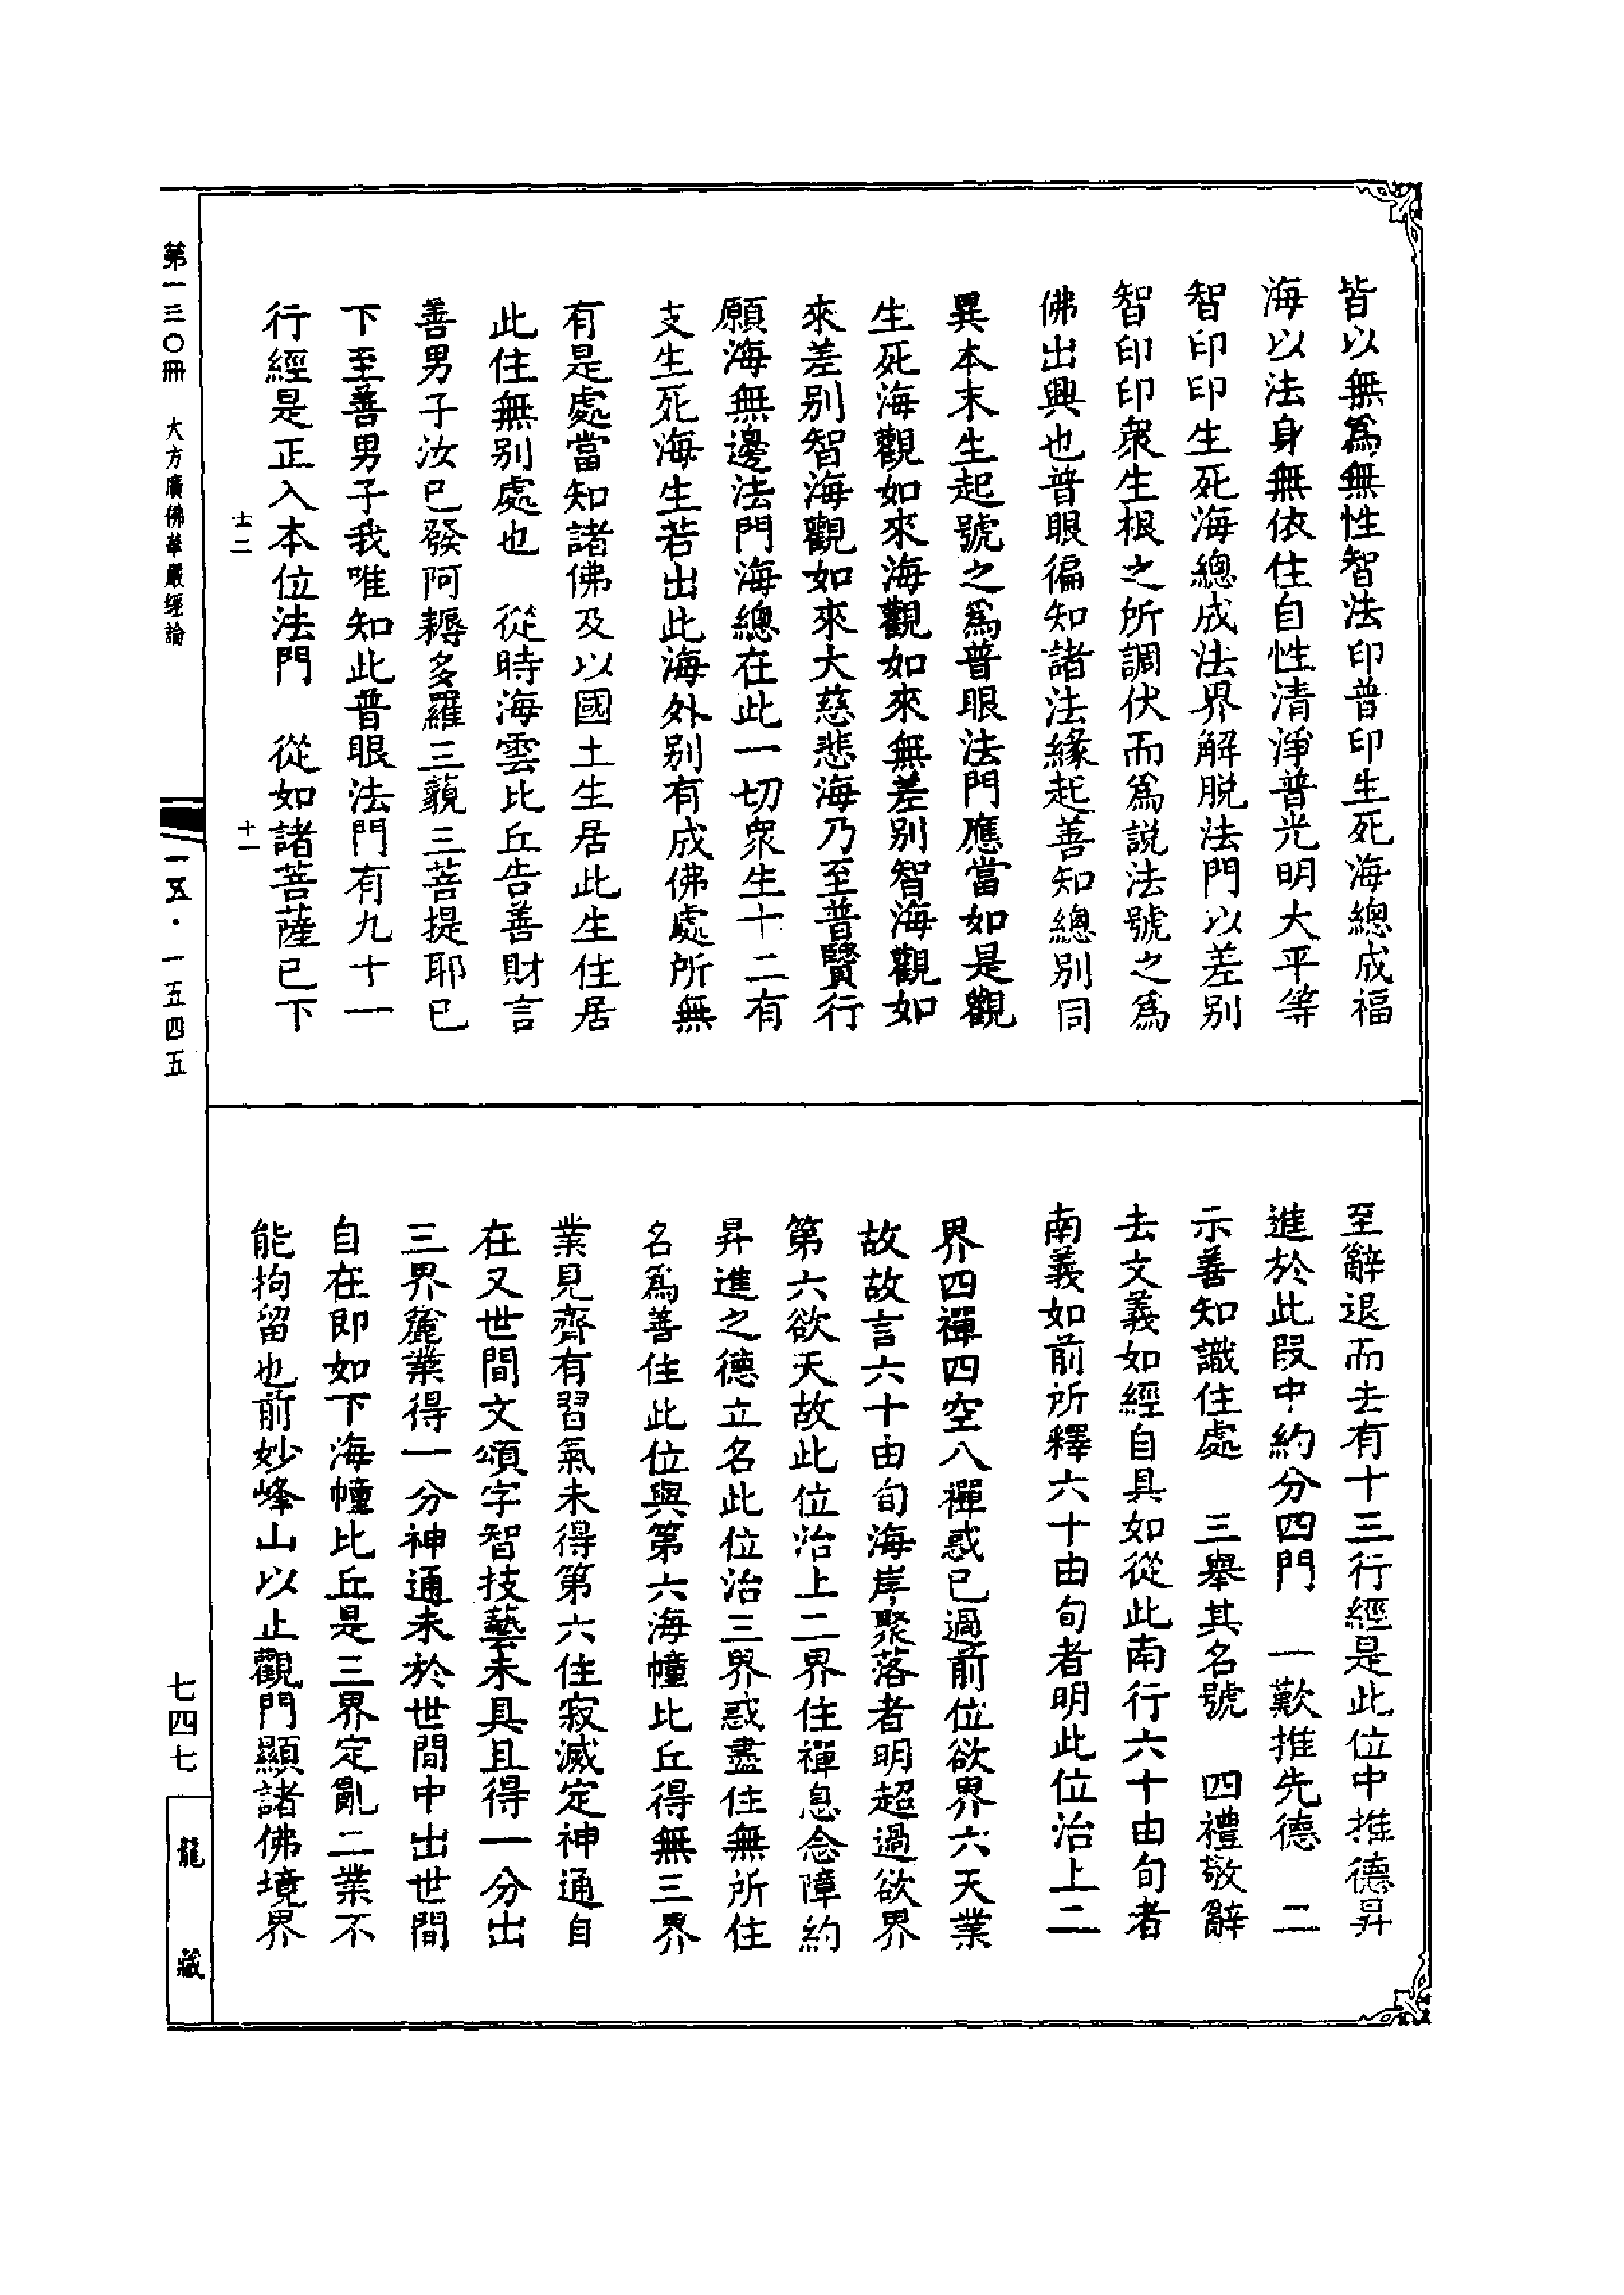 皆以無爲無性智法印普印生死海總成福
海以法身無依住自性清淨普光明大平等
智印印生死海總成法界解脫法門以差別
智印印衆生根之所調伏而爲說法號之爲
佛出興也普眼徧知諸法緣起善知總別同
異本末生起號之爲普眼法門應當如是觀
生死海觀如來海觀如來無差別智海觀如
來差別智海觀如來大慈悲海乃至普賢行
願海無邊法門海總在此一切衆生十二有
支生死海生若出此海外別有成佛處所無
有是處當知諸佛及以國土生居此生住居
此住無別處也　從時海雲比丘告善財言
善男子汝已發阿耨多羅三藐三菩提耶已
下至善男子我唯知此普眼法門有九十一
行經是正入本位法門　從如諸菩薩已下
士二　十一
至辭退而去有十三行經是此位中推德昇
進於此段中約分四門　一歎推先德　二
示善知識住處　三舉其名號　四禮敬辭
去文義如經自具如從此南行六十由旬者
南義如前所釋六十由旬者明此位治上二
界四禪四空八禪惑已過前位欲界六天業
故故言六十由旬海岸聚落者明超過欲界
第六欲天故此位治上二界住禪息念障約
昇進之德立名此位治三界惑盡住無所住
名爲善住此位與第六海幢比丘得無三界
業見齊有習氣未得第六住寂滅定神通自
在又世間文頌字智技藝未具且得一分出
三界麄業得一分神通未於世間中出世間
自在即如下海幢比丘是三界定亂二業不
能拘留也前妙峰山以止觀門顯諸佛境界
第一三〇冊　大方廣佛華嚴經論
一五·一五四五
七四七
龍藏